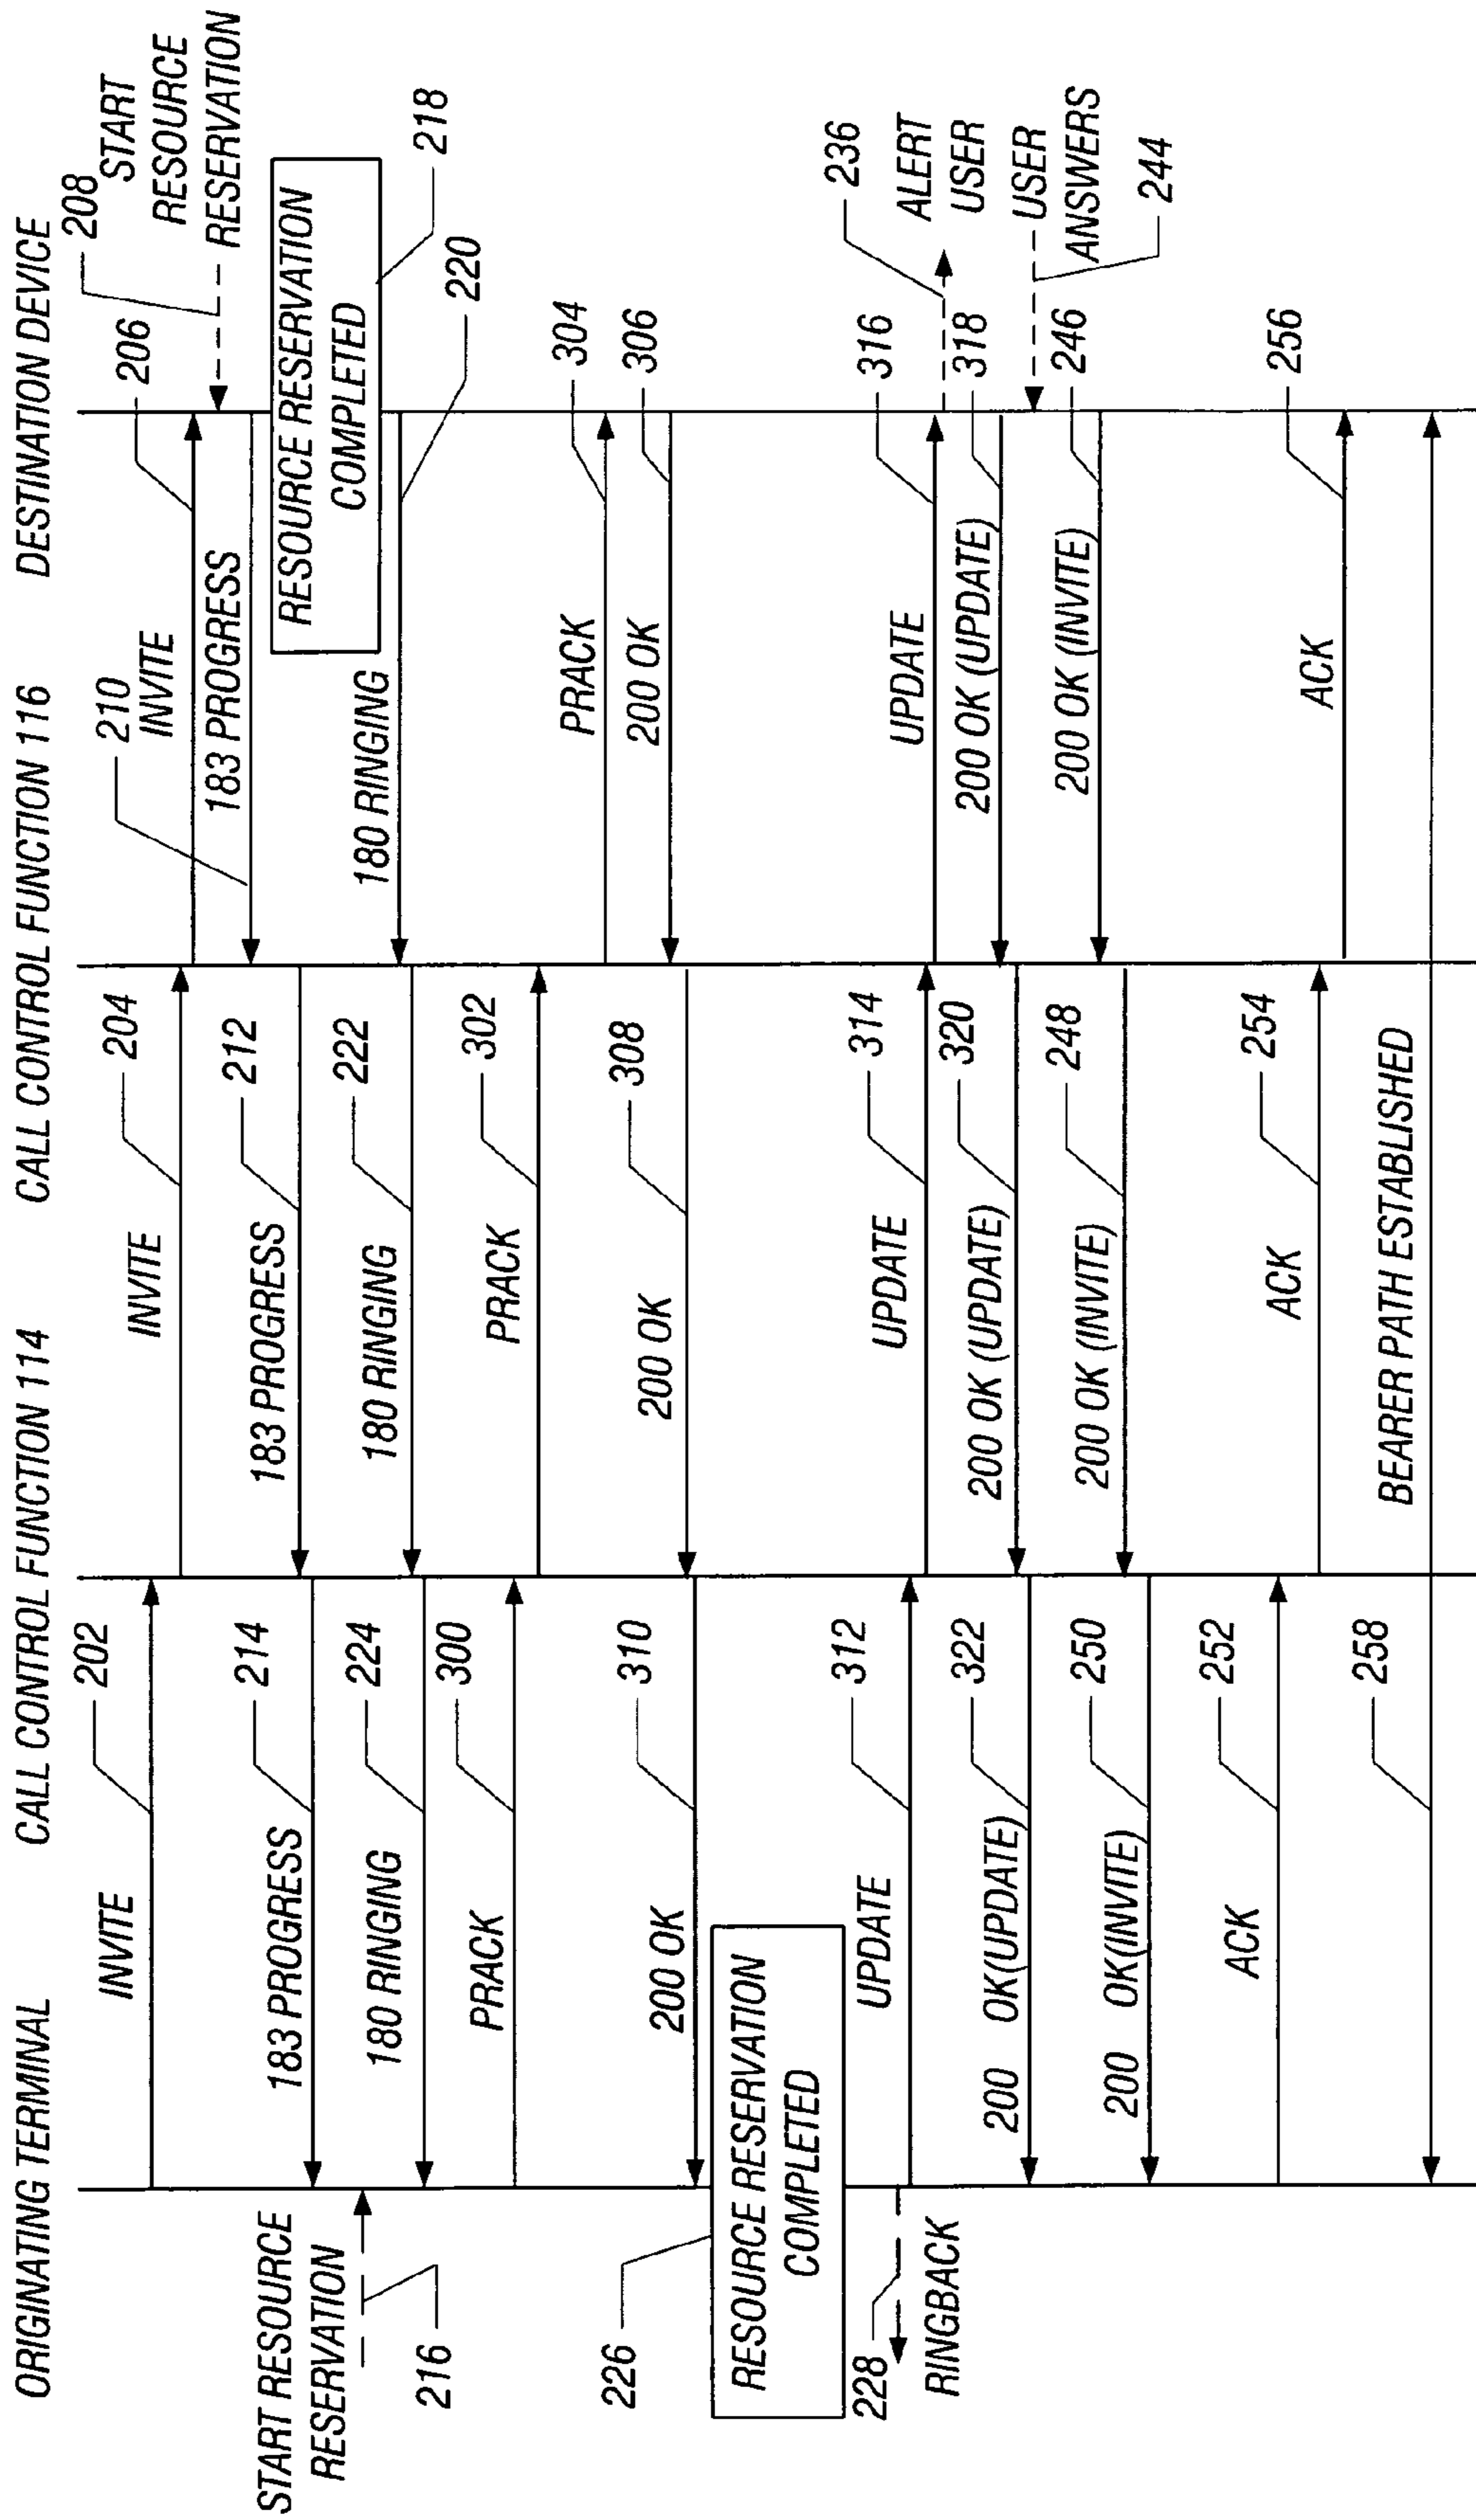 ORIGINATING TERMINAL
CALL CONTROL FUNCTION 114
CALL CONTROL FUNCTION 116
DESTINATION DEVICE
202
INVITE
204
INVITE
206
INVITE
208
START
RESOURCE
RESERVATION
210
183 PROGRESS
212
183 PROGRESS
214
183 PROGRESS
START RESOURCE
RESERVATION
216
RESOURCE RESERVATION
COMPLETED
218
220
180 RINGING
222
180 RINGING
224
180 RINGING
300
PRACK
302
PRACK
304
PRACK
306
200 OK
308
200 OK
310
200 OK
226
RESOURCE RESERVATION
COMPLETED
228
RINGBACK
312
UPDATE
314
UPDATE
316
UPDATE
236
ALERT
USER
318
200 OK (UPDATE)
320
200 OK (UPDATE)
322
200 OK(UPDATE)
USER
ANSWERS
244
246
200 OK (INVITE)
248
200 OK (INVITE)
250
200 OK(INVITE)
252
ACK
254
ACK
256
ACK
258
BEARER PATH ESTABLISHED